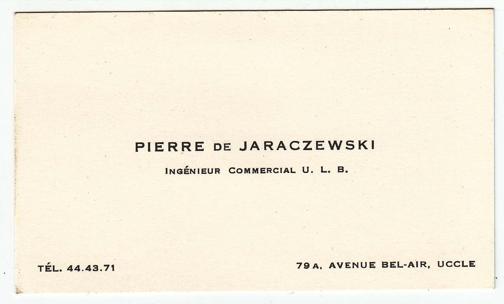 PIERRE DE JARACZEWSKI
INGÉNIEUR COMMERCIAL U. L. B.
TÉL. 44.43.71
79A, AVENUE BEL-AIR, UCCLE